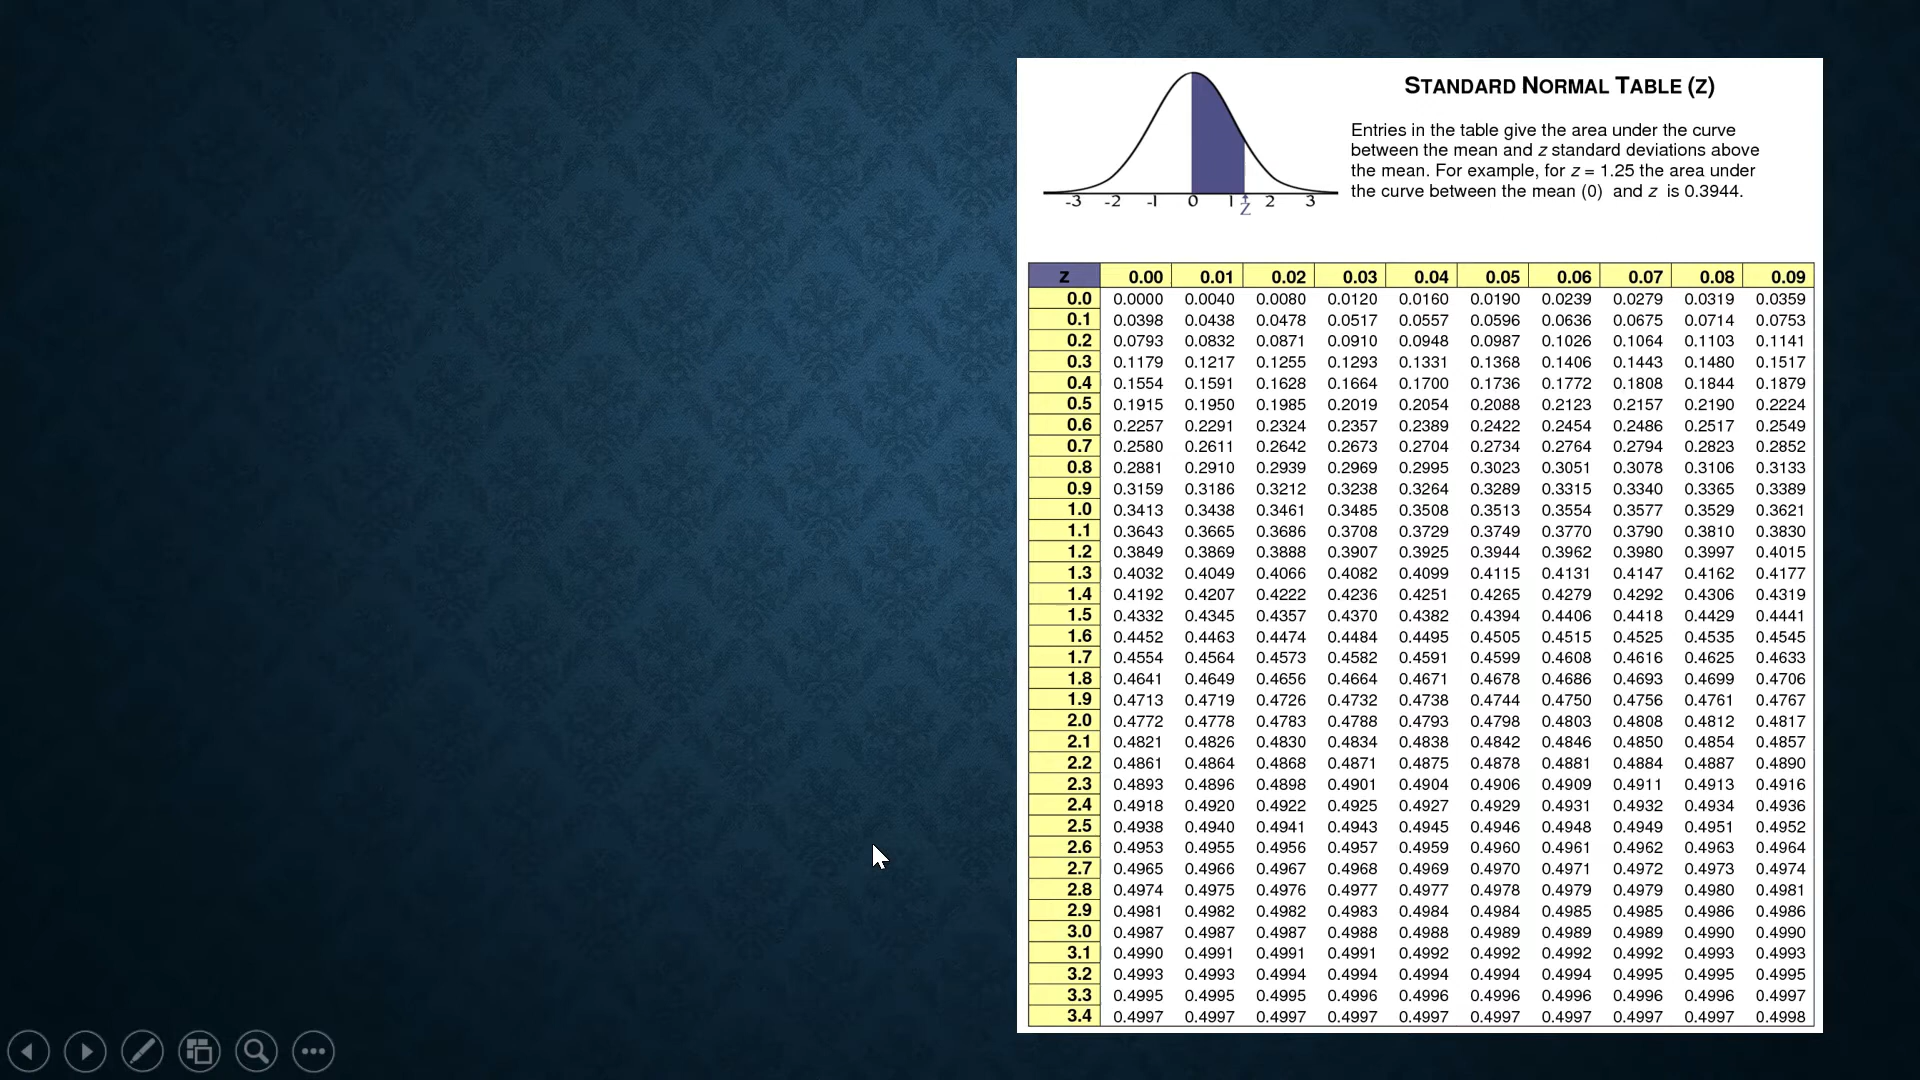 STANDARD NORMAL TABLE (Z)
Entries in the table give the area under the curve
between the mean and z standard deviations above
the mean. For example, for z = 1.25 the area under
the curve between the mean (0) and z is 0.3944.
-3 -2 -1 0 1 Z 2 3
z 0.00 0.01 0.02 0.03 0.04 0.05 0.06 0.07 0.08 0.09
0.0 0.0000 0.0040 0.0080 0.0120 0.0160 0.0190 0.0239 0.0279 0.0319 0.0359
0.1 0.0398 0.0438 0.0478 0.0517 0.0557 0.0596 0.0636 0.0675 0.0714 0.0753
0.2 0.0793 0.0832 0.0871 0.0910 0.0948 0.0987 0.1026 0.1064 0.1103 0.1141
0.3 0.1179 0.1217 0.1255 0.1293 0.1331 0.1368 0.1406 0.1443 0.1480 0.1517
0.4 0.1554 0.1591 0.1628 0.1664 0.1700 0.1736 0.1772 0.1808 0.1844 0.1879
0.5 0.1915 0.1950 0.1985 0.2019 0.2054 0.2088 0.2123 0.2157 0.2190 0.2224
0.6 0.2257 0.2291 0.2324 0.2357 0.2389 0.2422 0.2454 0.2486 0.2517 0.2549
0.7 0.2580 0.2611 0.2642 0.2673 0.2704 0.2734 0.2764 0.2794 0.2823 0.2852
0.8 0.2881 0.2910 0.2939 0.2969 0.2995 0.3023 0.3051 0.3078 0.3106 0.3133
0.9 0.3159 0.3186 0.3212 0.3238 0.3264 0.3289 0.3315 0.3340 0.3365 0.3389
1.0 0.3413 0.3438 0.3461 0.3485 0.3508 0.3513 0.3554 0.3577 0.3529 0.3621
1.1 0.3643 0.3665 0.3686 0.3708 0.3729 0.3749 0.3770 0.3790 0.3810 0.3830
1.2 0.3849 0.3869 0.3888 0.3907 0.3925 0.3944 0.3962 0.3980 0.3997 0.4015
1.3 0.4032 0.4049 0.4066 0.4082 0.4099 0.4115 0.4131 0.4147 0.4162 0.4177
1.4 0.4192 0.4207 0.4222 0.4236 0.4251 0.4265 0.4279 0.4292 0.4306 0.4319
1.5 0.4332 0.4345 0.4357 0.4370 0.4382 0.4394 0.4406 0.4418 0.4429 0.4441
1.6 0.4452 0.4463 0.4474 0.4484 0.4495 0.4505 0.4515 0.4525 0.4535 0.4545
1.7 0.4554 0.4564 0.4573 0.4582 0.4591 0.4599 0.4608 0.4616 0.4625 0.4633
1.8 0.4641 0.4649 0.4656 0.4664 0.4671 0.4678 0.4686 0.4693 0.4699 0.4706
1.9 0.4713 0.4719 0.4726 0.4732 0.4738 0.4744 0.4750 0.4756 0.4761 0.4767
2.0 0.4772 0.4778 0.4783 0.4788 0.4793 0.4798 0.4803 0.4808 0.4812 0.4817
2.1 0.4821 0.4826 0.4830 0.4834 0.4838 0.4842 0.4846 0.4850 0.4854 0.4857
2.2 0.4861 0.4864 0.4868 0.4871 0.4875 0.4878 0.4881 0.4884 0.4887 0.4890
2.3 0.4893 0.4896 0.4898 0.4901 0.4904 0.4906 0.4909 0.4911 0.4913 0.4916
2.4 0.4918 0.4920 0.4922 0.4925 0.4927 0.4929 0.4931 0.4932 0.4934 0.4936
2.5 0.4938 0.4940 0.4941 0.4943 0.4945 0.4946 0.4948 0.4949 0.4951 0.4952
2.6 0.4953 0.4955 0.4956 0.4957 0.4959 0.4960 0.4961 0.4962 0.4963 0.4964
2.7 0.4965 0.4966 0.4967 0.4968 0.4969 0.4970 0.4971 0.4972 0.4973 0.4974
2.8 0.4974 0.4975 0.4976 0.4977 0.4977 0.4978 0.4979 0.4979 0.4980 0.4981
2.9 0.4981 0.4982 0.4982 0.4983 0.4984 0.4984 0.4985 0.4985 0.4986 0.4986
3.0 0.4987 0.4987 0.4987 0.4988 0.4988 0.4989 0.4989 0.4989 0.4990 0.4990
3.1 0.4990 0.4991 0.4991 0.4991 0.4992 0.4992 0.4992 0.4992 0.4993 0.4993
3.2 0.4993 0.4993 0.4994 0.4994 0.4994 0.4994 0.4994 0.4995 0.4995 0.4995
3.3 0.4995 0.4995 0.4995 0.4996 0.4996 0.4996 0.4996 0.4996 0.4996 0.4997
3.4 0.4997 0.4997 0.4997 0.4997 0.4997 0.4997 0.4997 0.4997 0.4997 0.4998